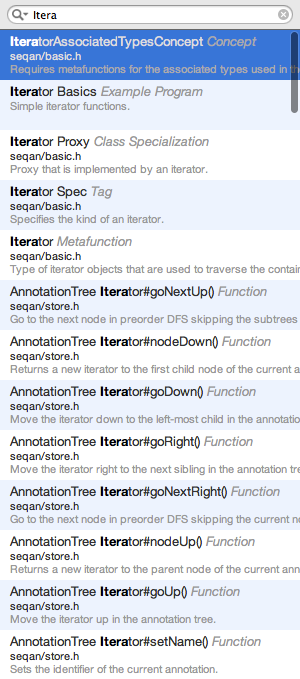 Itera
IteratorAssociatedTypesConcept Concept
seqan/basic.h
Requires metafunctions for the associated types used in th
Iterator Basics Example Program
Simple iterator functions.
Iterator Proxy Class Specialization
seqan/basic.h
Proxy that is implemented by an iterator.
Iterator Spec Tag
seqan/basic.h
Specifies the kind of an iterator.
Iterator Metafunction
seqan/basic.h
Type of iterator objects that are used to traverse the contain
AnnotationTree Iterator#goNextUp() Function
seqan/store.h
Go to the next node in preorder DFS skipping the subtrees
AnnotationTree Iterator#nodeDown() Function
seqan/store.h
Returns a new iterator to the first child node of the current a
AnnotationTree Iterator#goDown() Function
seqan/store.h
Move the iterator down to the left-most child in the annotatio
AnnotationTree Iterator#goRight() Function
seqan/store.h
Move the iterator right to the next sibling in the annotation tre
AnnotationTree Iterator#goNextRight() Function
seqan/store.h
Go to the next node in preorder DFS skipping the current no
AnnotationTree Iterator#nodeUp() Function
seqan/store.h
Returns a new iterator to the parent node of the current ann
AnnotationTree Iterator#goUp() Function
seqan/store.h
Move the iterator up in the annotation tree.
AnnotationTree Iterator#setName() Function
seqan/store.h
Sets the identifier of the current annotation.